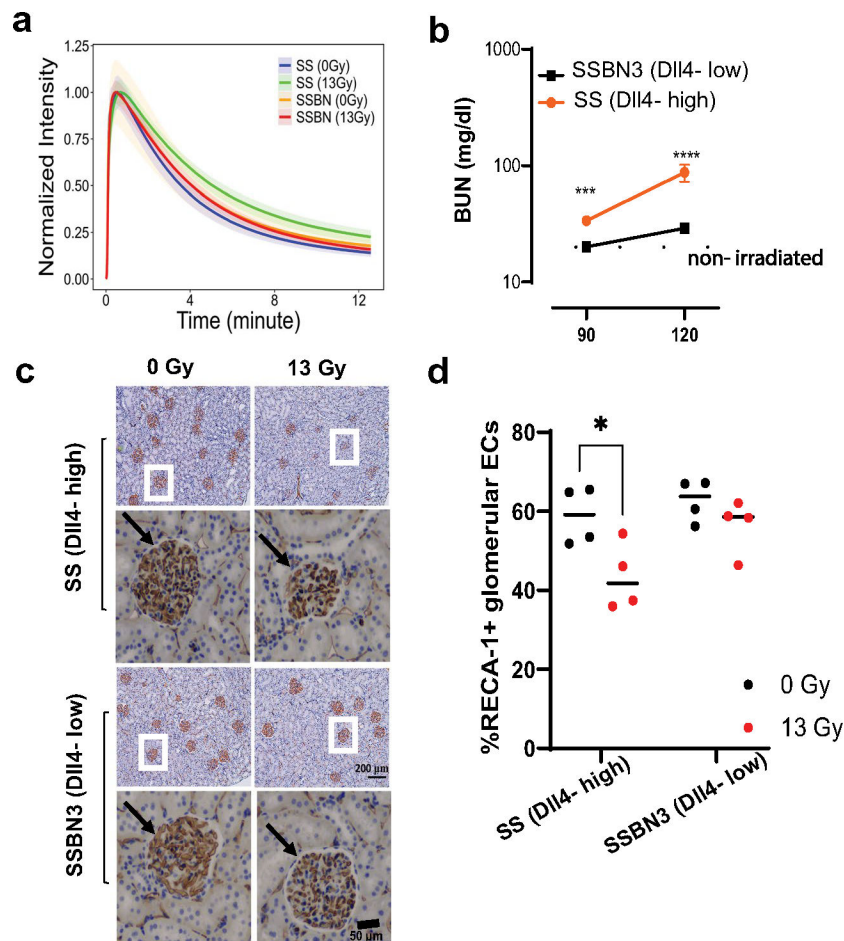 a
1.25
1.00
0.75
0.50
0.25
0.00
Normalized Intensity
SS (0Gy)
SS (13Gy)
SSBN (0Gy)
SSBN (13Gy)
0
4
8
12
Time (minute)
b
1000
100
10
BUN (mg/dl)
SSBN3 (Dll4- low)
SS (Dll4- high)
***
****
non- irradiated
90
120
c
0 Gy
13 Gy
SS (Dll4- high)
SSBN3 (Dll4- low)
200 µm
50 µm
d
80
60
40
20
0
%RECA-1+ glomerular ECs
*
0 Gy
13 Gy
SS (Dll4- high)
SSBN3 (Dll4- low)